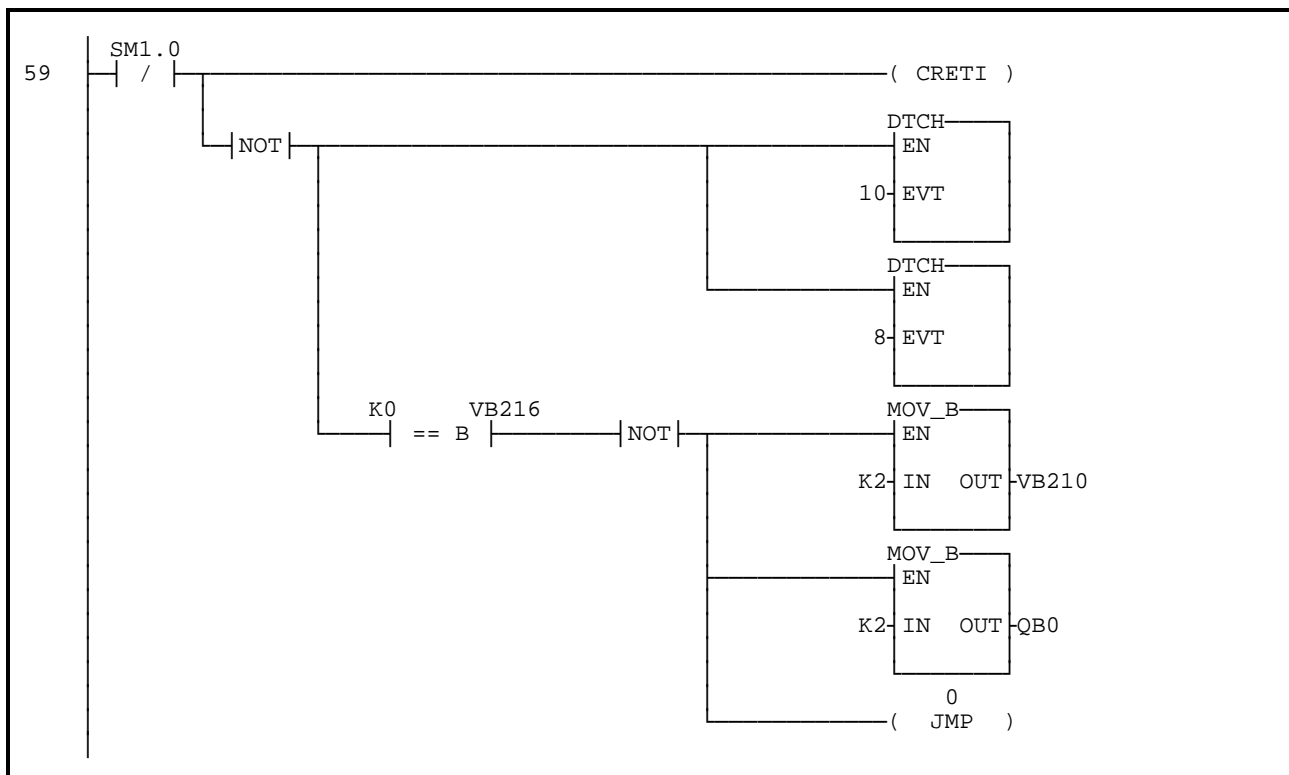 SM1.0
59 / ( CRETI )
DTCH
NOT EN
10 EVT
DTCH
EN
8 EVT
K0 VB216 MOV_B
== B NOT EN
K2 IN OUT VB210
MOV_B
EN
K2 IN OUT QB0
0
( JMP )